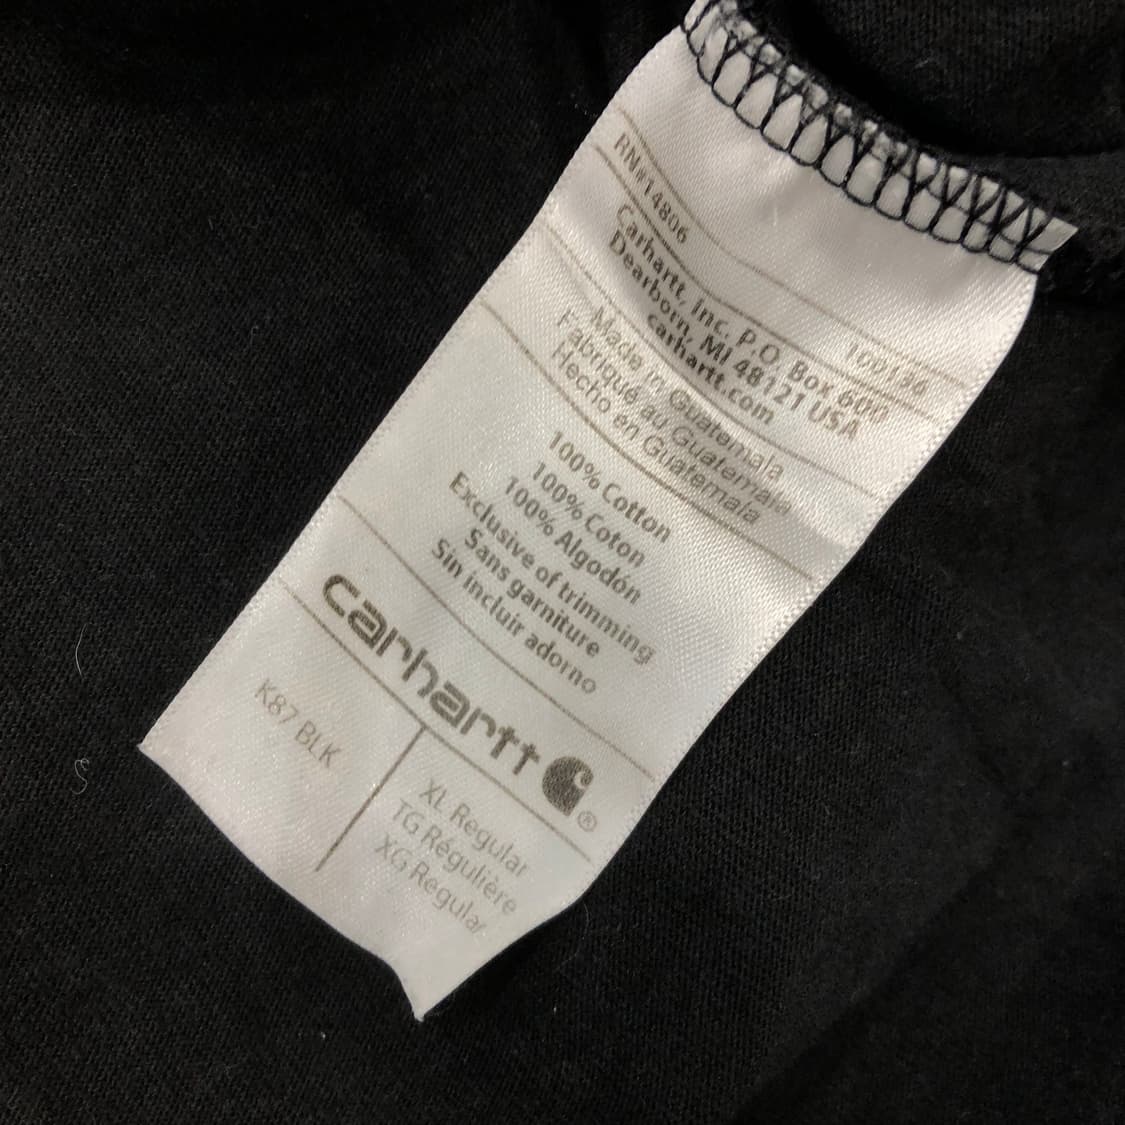 RN#14806 100136
Carhartt, Inc. P.O. Box 600
Dearborn, MI 48121 USA
carhartt.com
Made in Guatemala
Fabriqué au Guatemala
Hecho en Guatemala
100% Cotton
100% Coton
100% Algodón
Exclusive of trimming
Sans garniture
Sin incluir adorno
carhartt ®
K87 BLK
XL Regular
TG Régulière
XG Regular